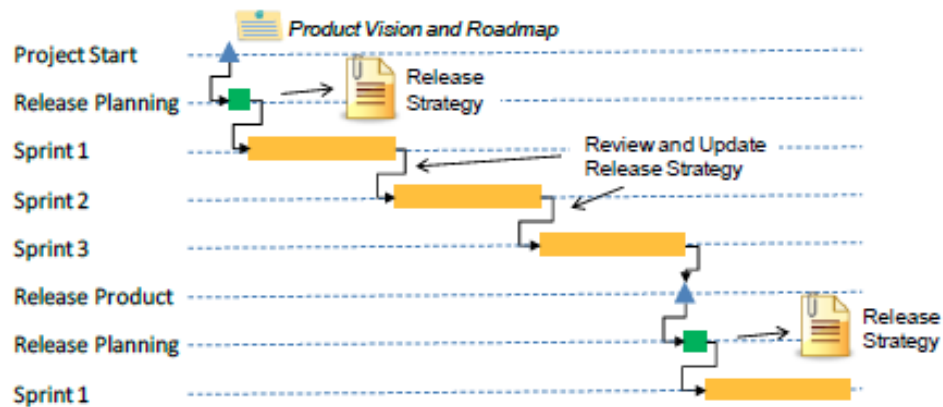 Product Vision and Roadmap
Project Start
Release Planning
Release
Strategy
Sprint 1
Review and Update
Release Strategy
Sprint 2
Sprint 3
Release Product
Release Planning
Release
Strategy
Sprint 1